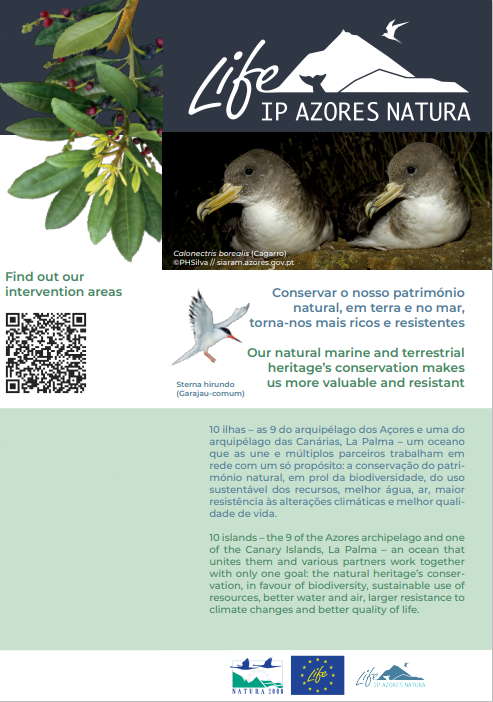 Life
IP AZORES NATURA
Calonectris borealis (Cagarro)
©PHSilva // siaram.azores.gov.pt
Find out our
intervention areas
Conservar o nosso património
natural, em terra e no mar,
torna-nos mais ricos e resistentes
Our natural marine and terrestrial
heritage's conservation makes
us more valuable and resistant
Sterna hirundo
(Garajau-comum)
10 ilhas – as 9 do arquipélago dos Açores e uma do
arquipélago das Canárias, La Palma – um oceano
que as une e múltiplos parceiros trabalham em
rede com um só propósito: a conservação do patri-
mónio natural, em prol da biodiversidade, do uso
sustentável dos recursos, melhor água, ar, maior
resistência às alterações climáticas e melhor quali-
dade de vida.
10 islands – the 9 of the Azores archipelago and one
of the Canary Islands, La Palma – an ocean that
unites them and various partners work together
with only one goal: the natural heritage's conser-
vation, in favour of biodiversity, sustainable use of
resources, better water and air, larger resistance to
climate changes and better quality of life.
NATURA 2000
Life
Life
IP AZORES NATURA